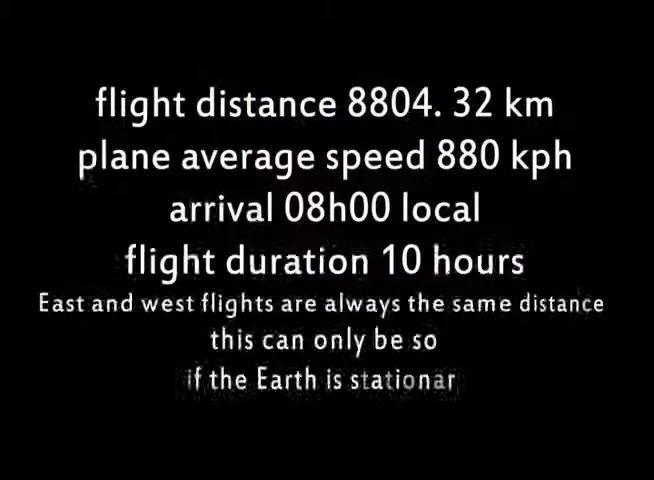 flight distance 8804. 32 km
plane average speed 880 kph
arrival 08h00 local
flight duration 10 hours
East and west flights are always the same distance
this can only be so
if the Earth is stationar